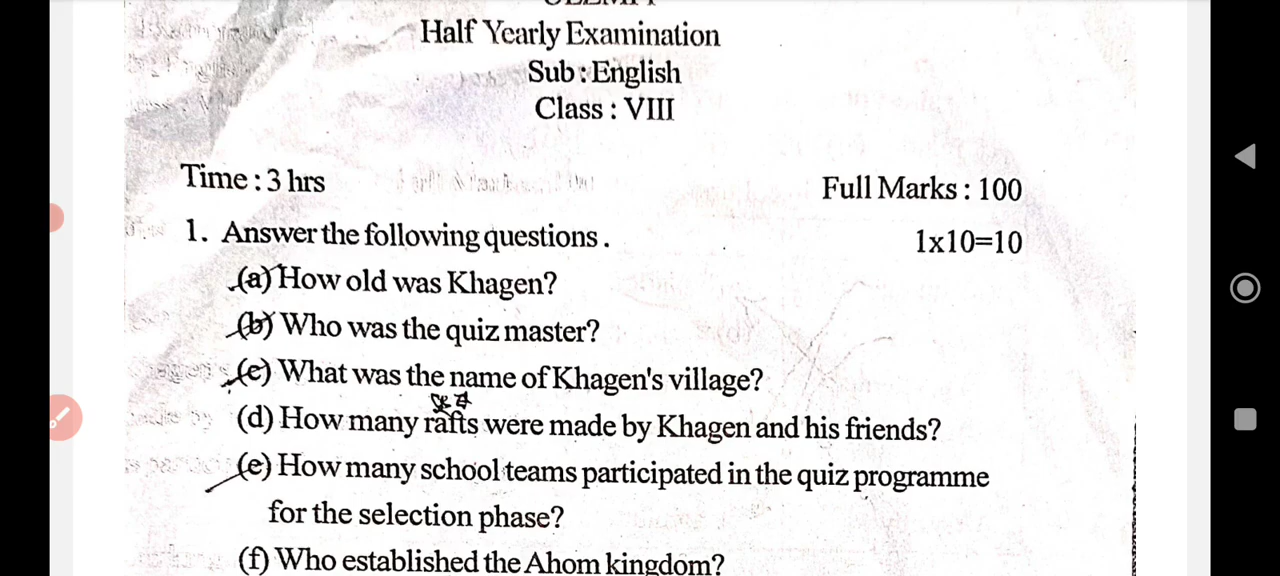 Half Yearly Examination
Sub : English
Class : VIII
Time : 3 hrs
Full Marks : 100
1. Answer the following questions .
1x10=10
(a) How old was Khagen?
(b) Who was the quiz master?
(c) What was the name of Khagen's village?
(d) How many rafts were made by Khagen and his friends?
(e) How many school teams participated in the quiz programme
for the selection phase?
(f) Who established the Ahom kingdom?